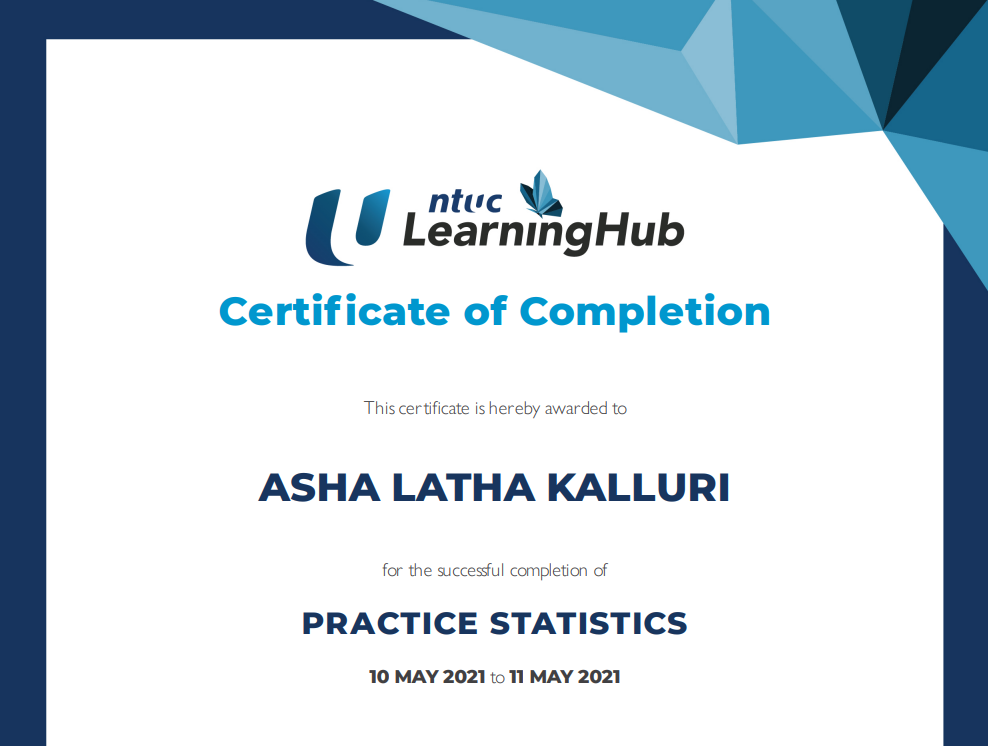 ntuc
LearningHub
Certificate of Completion
This certificate is hereby awarded to
ASHA LATHA KALLURI
for the successful completion of
PRACTICE STATISTICS
10 MAY 2021 to 11 MAY 2021